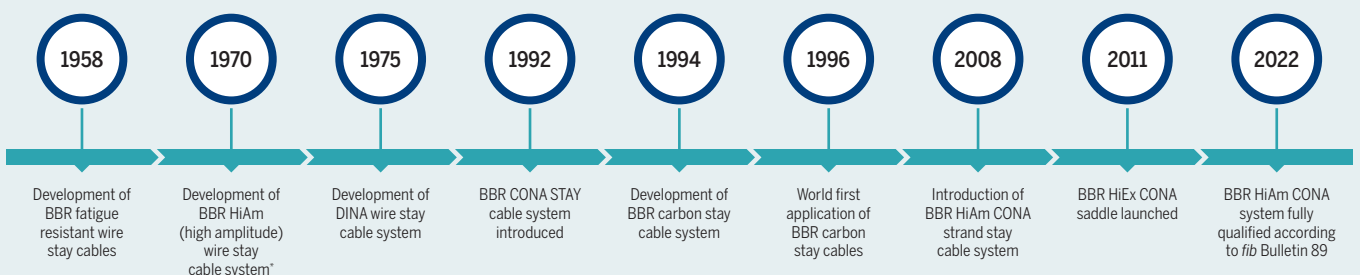 1958
Development of
BBR fatigue
resistant wire
stay cables
1970
Development of
BBR HiAm
(high amplitude)
wire stay
cable system*
1975
Development of
DINA wire stay
cable system
1992
BBR CONA STAY
cable system
introduced
1994
Development of
BBR carbon stay
cable system
1996
World first
application of
BBR carbon
stay cables
2008
Introduction of
BBR HiAm CONA
strand stay
cable system
2011
BBR HiEx CONA
saddle launched
2022
BBR HiAm CONA
system fully
qualified according
to fib Bulletin 89